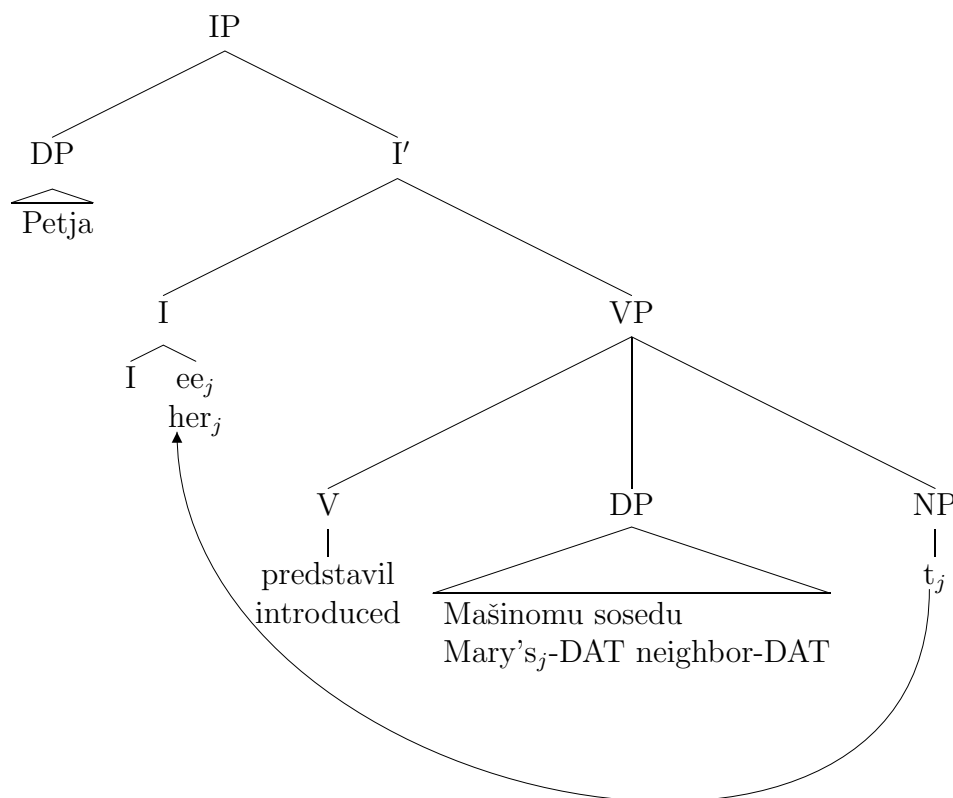 IP
DP I′
Petja
I VP
I ee_j
her_j
V DP NP
predstavil
introduced
Mašinomu sosedu
Mary's_j-DAT neighbor-DAT
t_j